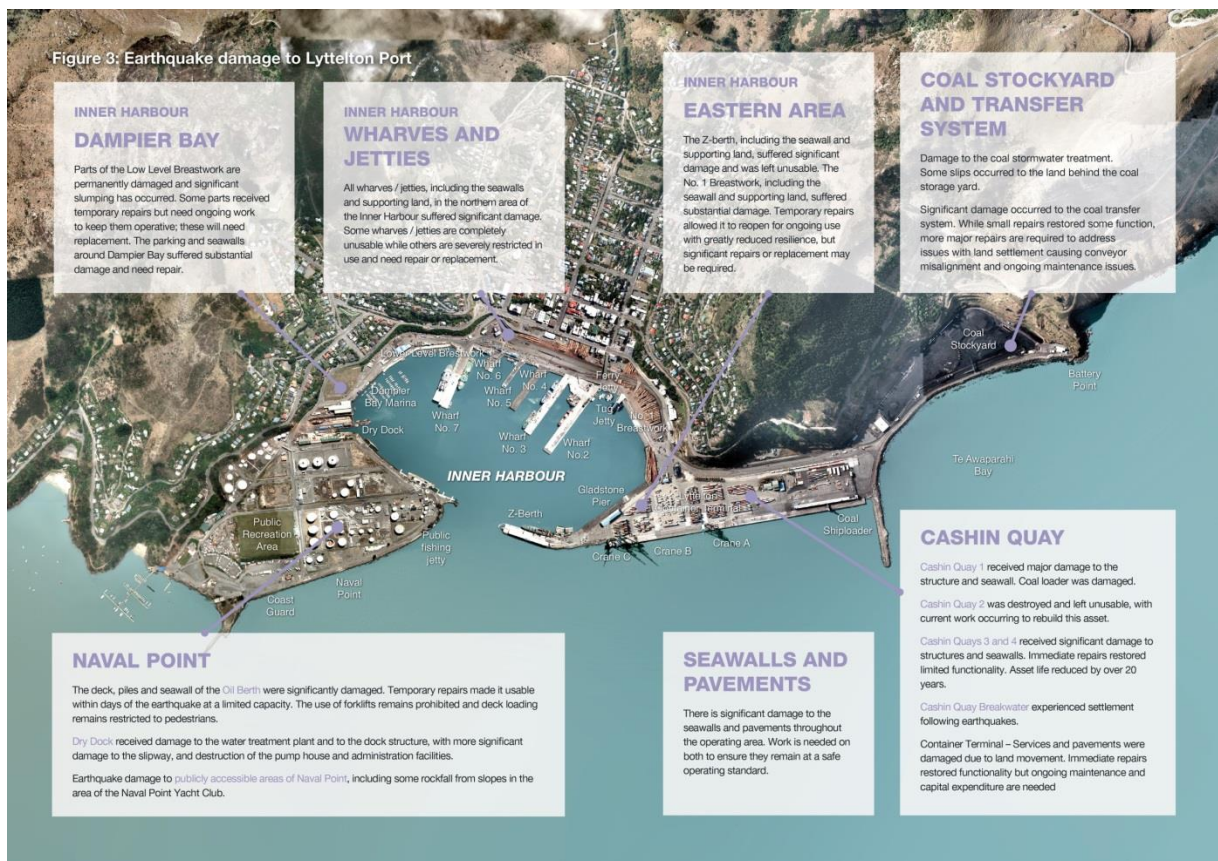 Figure 3: Earthquake damage to Lyttelton Port
INNER HARBOUR
DAMPIER BAY
Parts of the Low Level Breastwork are
permanently damaged and significant
slumping has occurred. Some parts received
temporary repairs but need ongoing work
to keep them operative; these will need
replacement. The parking and seawalls
around Dampier Bay suffered substantial
damage and need repair.
INNER HARBOUR
WHARVES AND
JETTIES
All wharves / jetties, including the seawalls
and supporting land, in the northern area of
the Inner Harbour suffered significant damage.
Some wharves / jetties are completely
unusable while others are severely restricted in
use and need repair or replacement.
INNER HARBOUR
EASTERN AREA
The Z-berth, including the seawall and
supporting land, suffered significant
damage and was left unusable. The
No. 1 Breastwork, including the
seawall and supporting land, suffered
substantial damage. Temporary repairs
allowed it to reopen for ongoing use
with greatly reduced resilience, but
significant repairs or replacement may
be required.
COAL STOCKYARD
AND TRANSFER
SYSTEM
Damage to the coal stormwater treatment.
Some slips occurred to the land behind the coal
storage yard.
Significant damage occurred to the coal transfer
system. While small repairs restored some function,
more major repairs are required to address
issues with land settlement causing conveyor
misalignment and ongoing maintenance issues.
Lower Level Brestwork
Dampier
Bay Marina
Dry Dock
Wharf
No. 7
Wharf
No. 6
Wharf
No. 5
Wharf
No. 4
Wharf
No. 3
Wharf
No.2
Ferry
Jetty
Tug
Jetty
No. 1
Breastwork
Coal
Stockyard
Battery
Point
Te Awaparahi
Bay
INNER HARBOUR
Gladstone
Pier
Z-Berth
Lyttelton
Container Terminal
Crane C
Crane B
Crane A
Coal
Shiploader
Public
Recreation
Area
Public
fishing
jetty
Naval
Point
Coast
Guard
NAVAL POINT
The deck, piles and seawall of the Oil Berth were significantly damaged. Temporary repairs made it usable
within days of the earthquake at a limited capacity. The use of forklifts remains prohibited and deck loading
remains restricted to pedestrians.
Dry Dock received damage to the water treatment plant and to the dock structure, with more significant
damage to the slipway, and destruction of the pump house and administration facilities.
Earthquake damage to publicly accessible areas of Naval Point, including some rockfall from slopes in the
area of the Naval Point Yacht Club.
SEAWALLS AND
PAVEMENTS
There is significant damage to the
seawalls and pavements throughout
the operating area. Work is needed on
both to ensure they remain at a safe
operating standard.
CASHIN QUAY
Cashin Quay 1 received major damage to the
structure and seawall. Coal loader was damaged.
Cashin Quay 2 was destroyed and left unusable, with
current work occurring to rebuild this asset.
Cashin Quays 3 and 4 received significant damage to
structures and seawalls. Immediate repairs restored
limited functionality. Asset life reduced by over 20
years.
Cashin Quay Breakwater experienced settlement
following earthquakes.
Container Terminal – Services and pavements were
damaged due to land movement. Immediate repairs
restored functionality but ongoing maintenance and
capital expenditure are needed